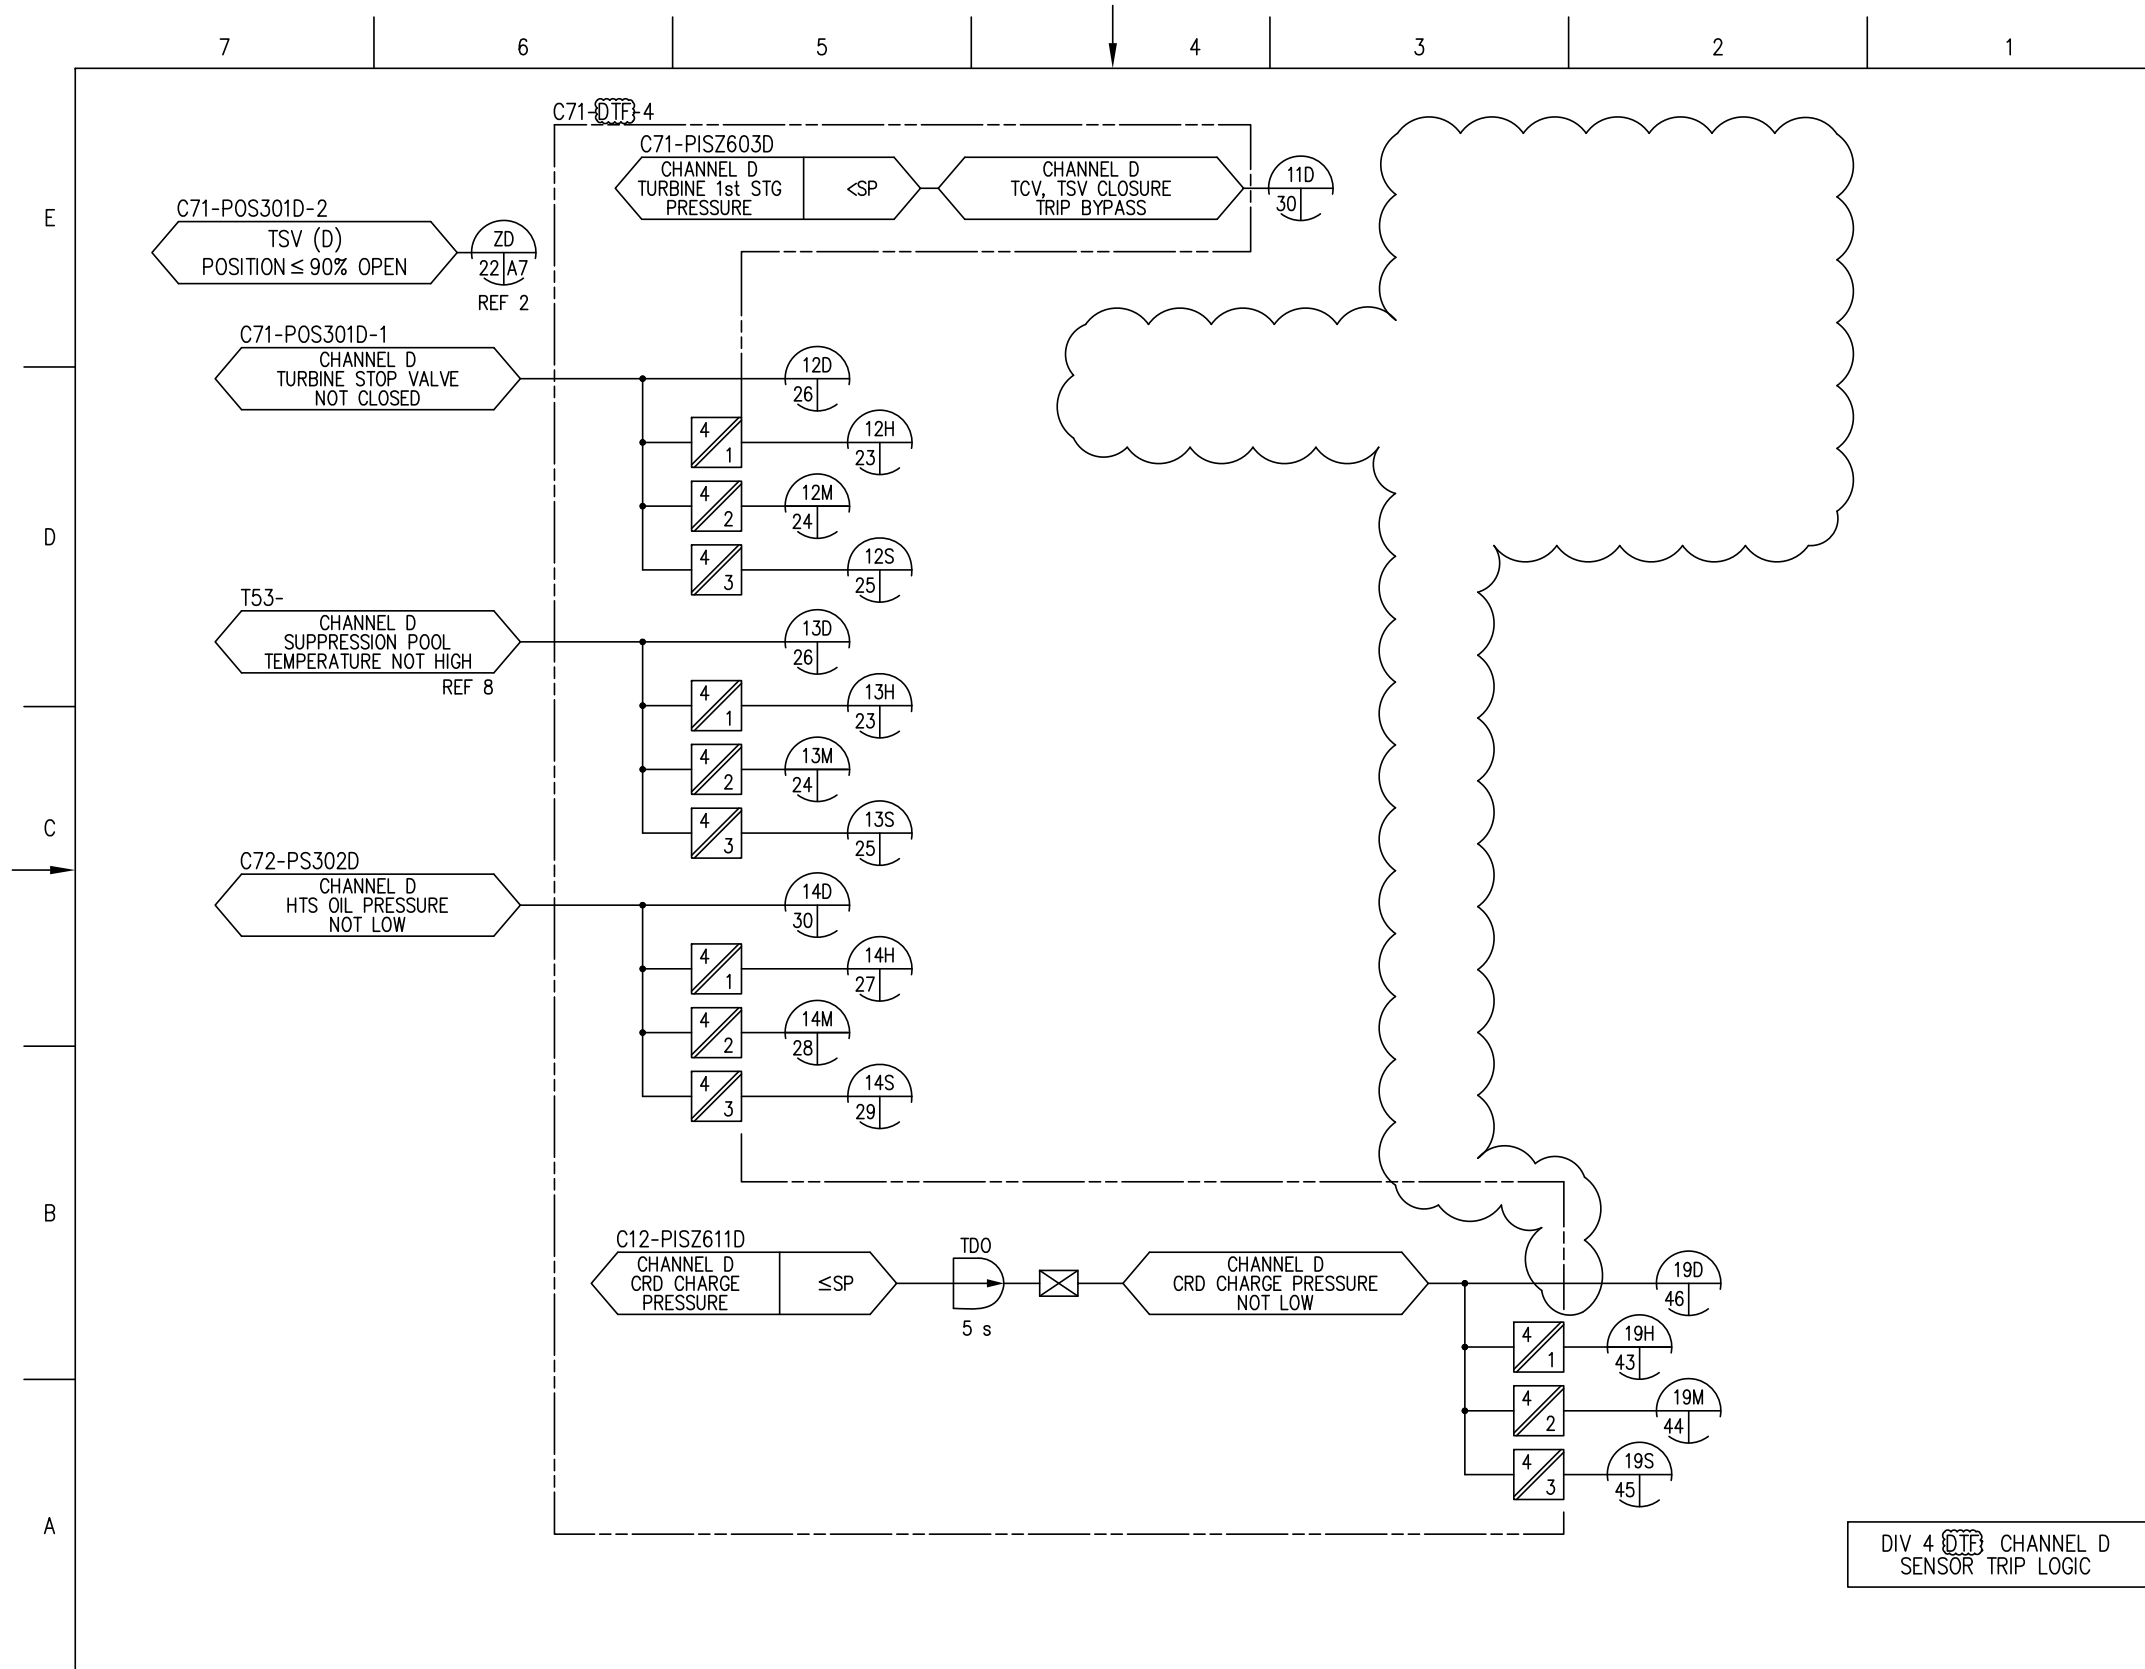 7 6 5 4 3 2 1
C71-DTF-4
C71-PISZ603D
CHANNEL D
TURBINE 1st STG
PRESSURE
<SP
CHANNEL D
TCV, TSV CLOSURE
TRIP BYPASS
11D
30
E
C71-POS301D-2
TSV (D)
POSITION ≤ 90% OPEN
ZD
22 A7
REF 2
C71-POS301D-1
CHANNEL D
TURBINE STOP VALVE
NOT CLOSED
12D
26
4
1
12H
23
4
2
12M
24
4
3
12S
25
D
T53-
CHANNEL D
SUPPRESSION POOL
TEMPERATURE NOT HIGH
REF 8
13D
26
4
1
13H
23
4
2
13M
24
4
3
13S
25
C
C72-PS302D
CHANNEL D
HTS OIL PRESSURE
NOT LOW
14D
30
4
1
14H
27
4
2
14M
28
4
3
14S
29
B
C12-PISZ611D
CHANNEL D
CRD CHARGE
PRESSURE
≤SP
TDO
5 s
CHANNEL D
CRD CHARGE PRESSURE
NOT LOW
19D
46
4
1
19H
43
4
2
19M
44
4
3
19S
45
A
DIV 4 DTF CHANNEL D
SENSOR TRIP LOGIC